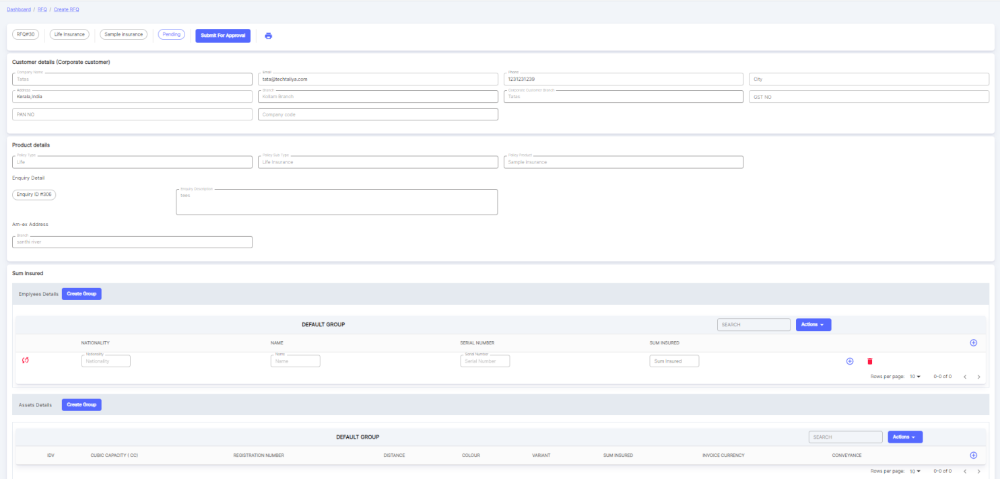 Dashboard / RFQ / Create RFQ
RFQ#30 Life Insurance Sample insurance Pending Submit For Approval
Customer details (Corporate customer)
Company Name Email Phone
Tatas tata@techtaliya.com 1231231239 City
Address Branch Corporate Customer Branch
Kerala,India Kollam Branch Tatas GST NO
PAN NO Company code
Product details
Policy Type Policy Sub Type Policy Product
Life Life Insurance Sample insurance
Enquiry Detail
Enquiry ID #306
Enquiry Description
tees
Am-ex Address
Branch
santhi river
Sum Insured
Emplyees Details Create Group
DEFAULT GROUP SEARCH Actions
NATIONALITY NAME SERIAL NUMBER SUM INSURED
Nationality Name Serial Number
Nationality Name Serial Number Sum Insured
Rows per page: 10 0-0 of 0
Assets Details Create Group
DEFAULT GROUP SEARCH Actions
IDV CUBIC CAPACITY ( CC) REGISTRATION NUMBER DISTANCE COLOUR VARIANT SUM INSURED INVOICE CURRENCY CONVEYANCE
Rows per page: 10 0-0 of 0